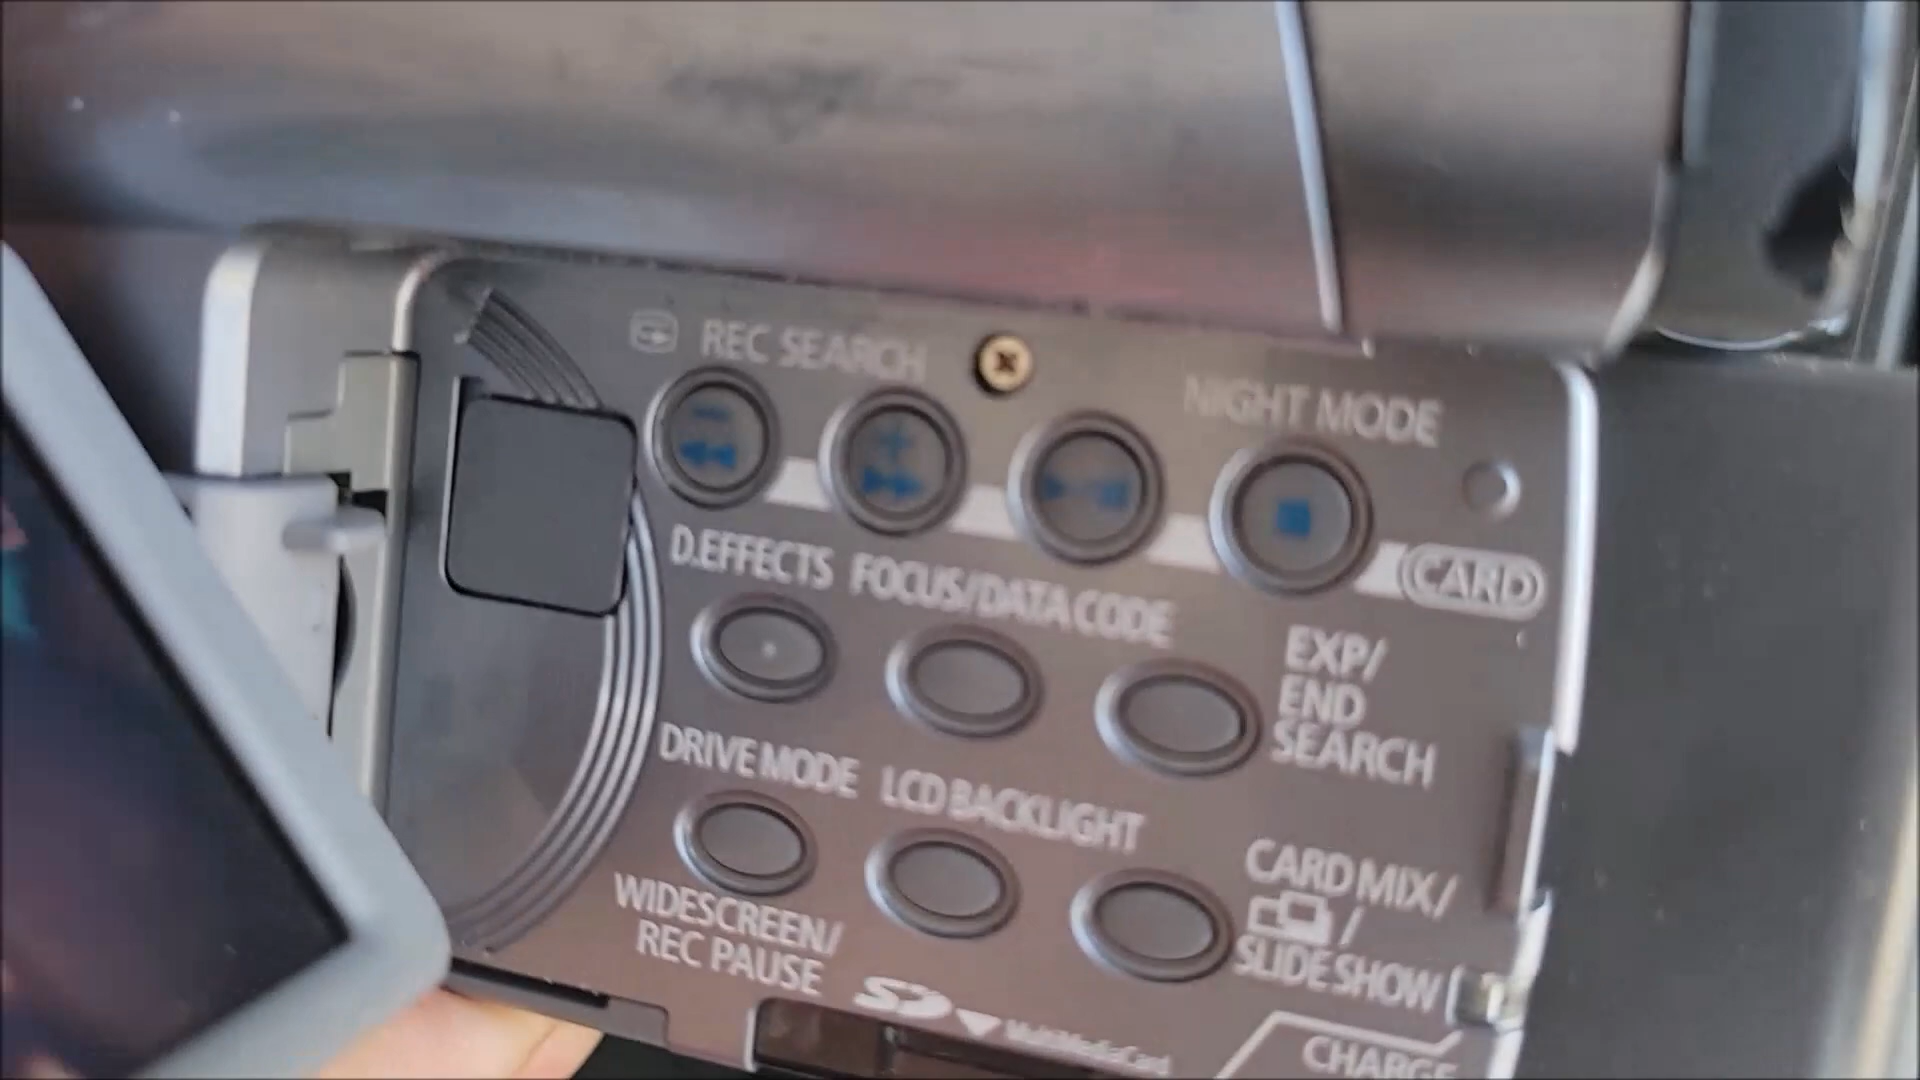 REC SEARCH
NIGHT MODE
CARD
D.EFFECTS
FOCUS/DATA CODE
EXP/
END
SEARCH
DRIVE MODE
LCD BACKLIGHT
CARD MIX/
/
SLIDE SHOW
WIDESCREEN/
REC PAUSE
SD
MultiMediaCard
CHARGE